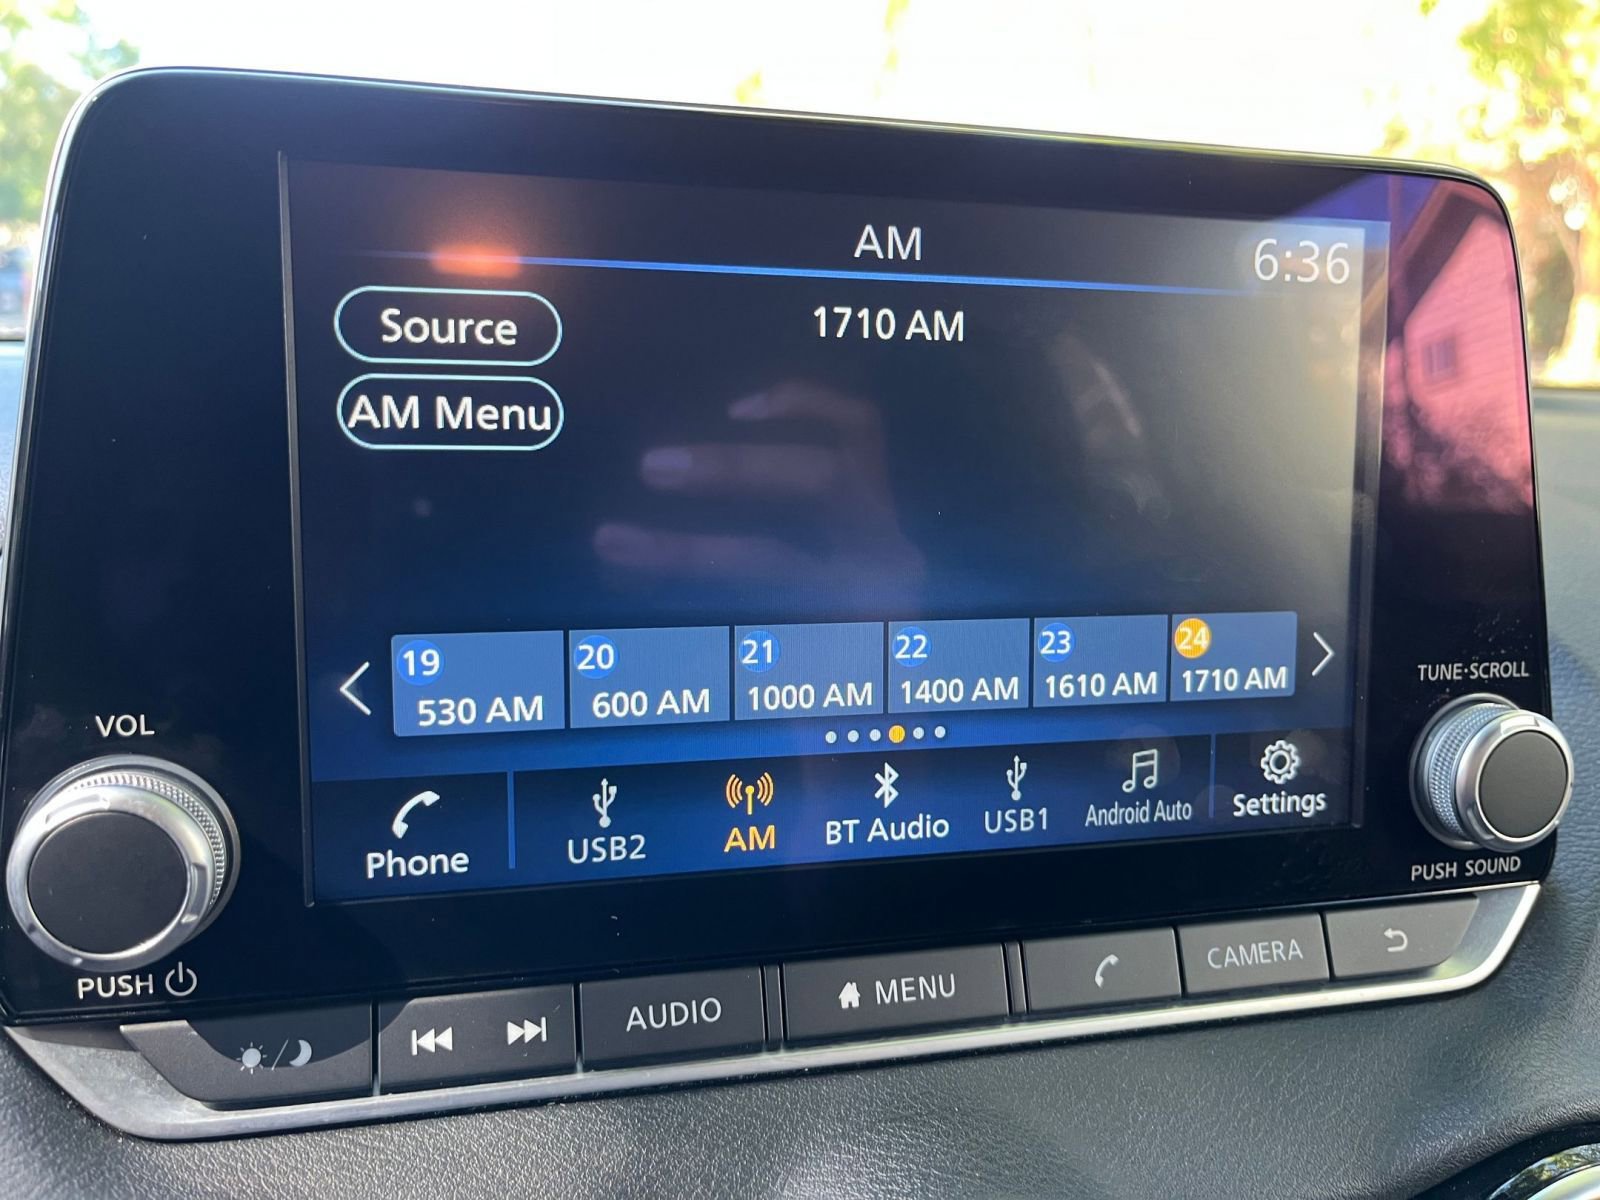 AM
6:36
Source
1710 AM
AM Menu
19
530 AM
20
600 AM
21
1000 AM
22
1400 AM
23
1610 AM
24
1710 AM
Phone
USB2
AM
BT Audio
USB1
Android Auto
Settings
VOL
PUSH
TUNE·SCROLL
PUSH SOUND
AUDIO
MENU
CAMERA